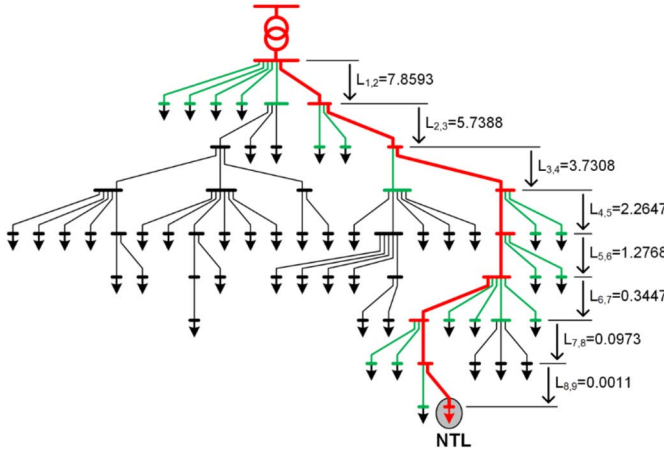 L1,2=7.8593
L2,3=5.7388
L3,4=3.7308
L4,5=2.2647
L5,6=1.2768
L6,7=0.3447
L7,8=0.0973
L8,9=0.0011
NTL